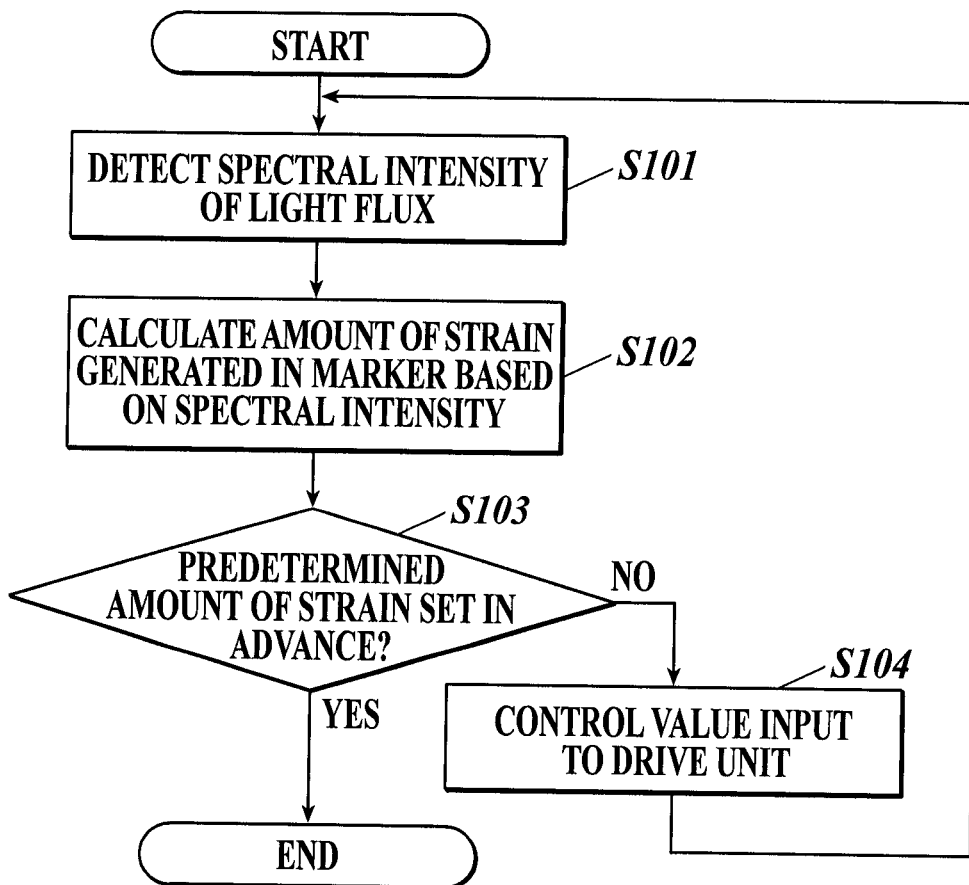 START
DETECT SPECTRAL INTENSITY
OF LIGHT FLUX
S101
CALCULATE AMOUNT OF STRAIN
GENERATED IN MARKER BASED
ON SPECTRAL INTENSITY
S102
S103
PREDETERMINED
AMOUNT OF STRAIN SET IN
ADVANCE?
NO
YES
S104
CONTROL VALUE INPUT
TO DRIVE UNIT
END